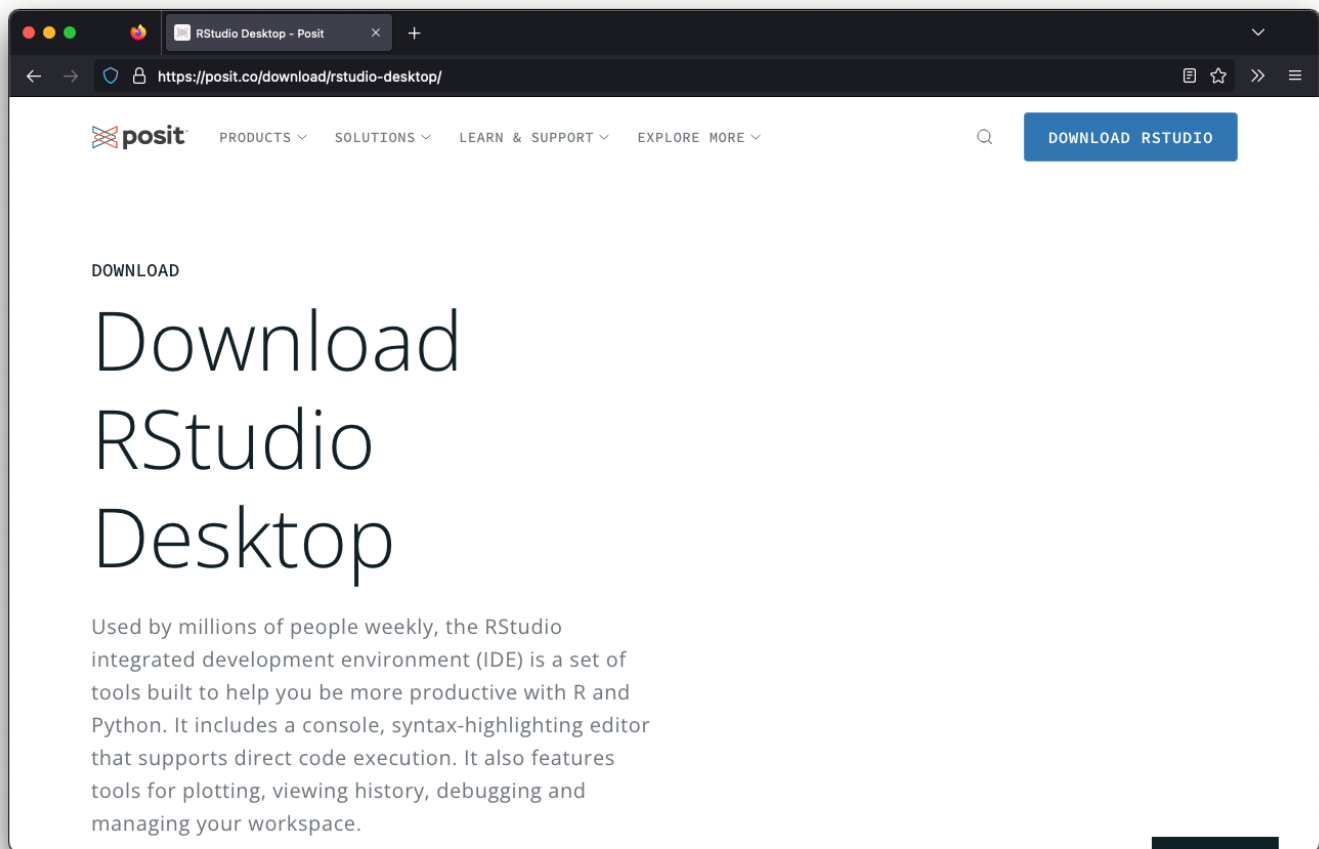 RStudio Desktop - Posit
https://posit.co/download/rstudio-desktop/
posit PRODUCTS SOLUTIONS LEARN & SUPPORT EXPLORE MORE DOWNLOAD RSTUDIO
DOWNLOAD
Download
RStudio
Desktop
Used by millions of people weekly, the RStudio
integrated development environment (IDE) is a set of
tools built to help you be more productive with R and
Python. It includes a console, syntax-highlighting editor
that supports direct code execution. It also features
tools for plotting, viewing history, debugging and
managing your workspace.